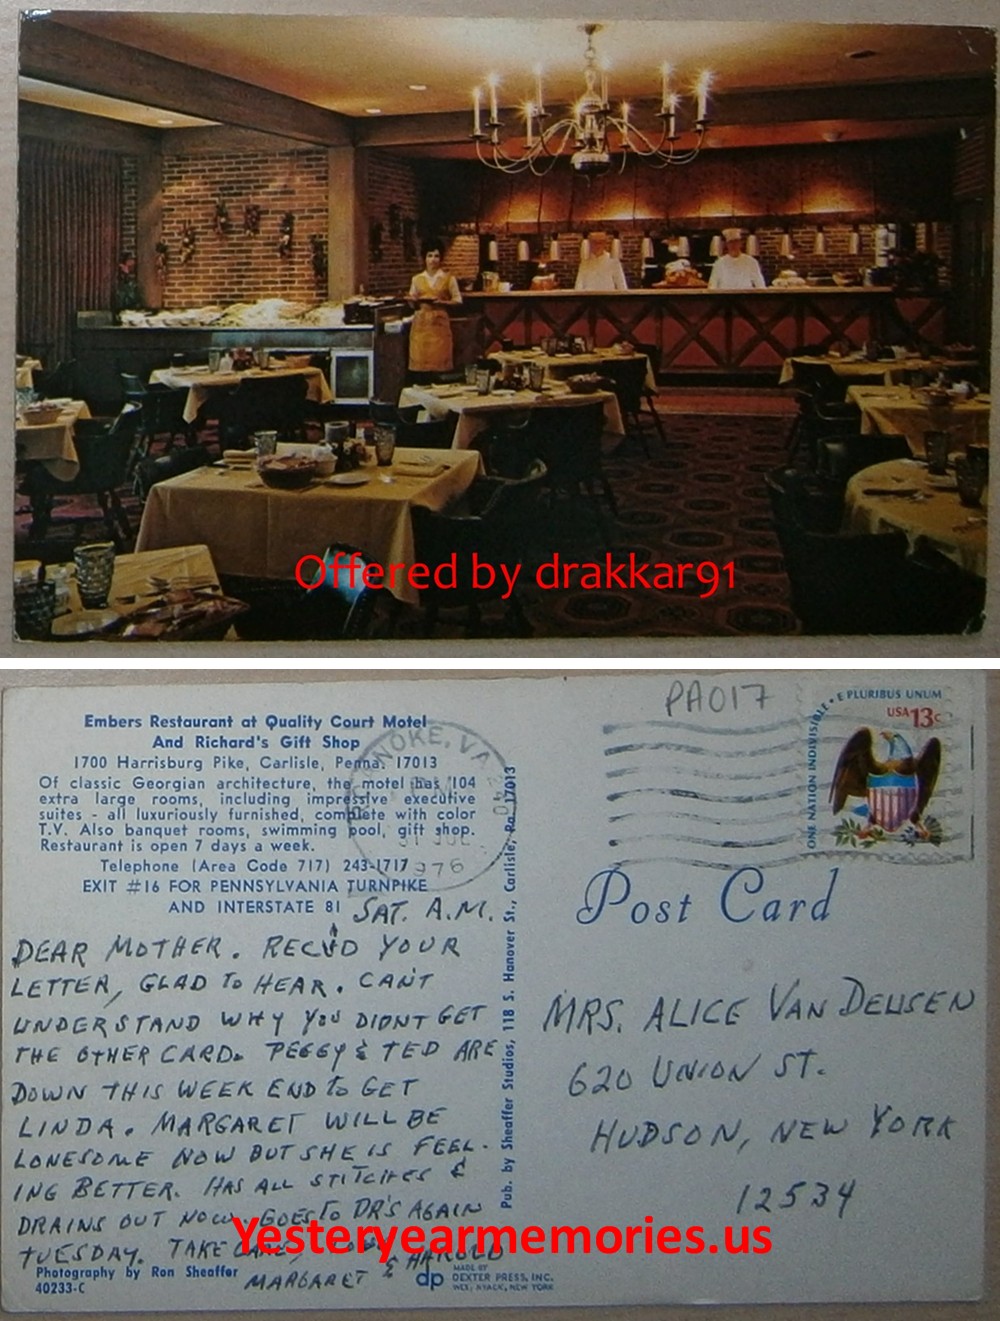 Offered by drakkar91
Embers Restaurant at Quality Court Motel
And Richard's Gift Shop
1700 Harrisburg Pike, Carlisle, Penna. 17013
Of classic Georgian architecture, the motel has 104
extra large rooms, including impressive executive
suites - all luxuriously furnished, complete with color
T.V. Also banquet rooms, swimming pool, gift shop.
Restaurant is open 7 days a week.
Telephone (Area Code 717) 243-1717
EXIT #16 FOR PENNSYLVANIA TURNPIKE
AND INTERSTATE 81
SAT. A.M.
DEAR MOTHER. REC'D YOUR
LETTER, GLAD TO HEAR. CAN'T
UNDERSTAND WHY YOU DIDNT GET
THE OTHER CARD. PEGGY & TED ARE
DOWN THIS WEEK END TO GET
LINDA. MARGARET WILL BE
LONESOME NOW BUT SHE IS FEEL-
ING BETTER. HAS ALL STITCHES &
DRAINS OUT NOW. GOES TO DR'S AGAIN
TUESDAY. TAKE CARE,
MARGARET & HAROLD
Photography by Ron Sheaffer
40233-C
Pub. by Sheaffer Studios, 118 S. Hanover St., Carlisle, Pa. 17013
dp
MADE BY
DEXTER PRESS, INC.
WEST NYACK, NEW YORK
PA017
ROANOKE, VA 240
PM
31 JUL
1976
E PLURIBUS UNUM
USA 13c
ONE NATION INDIVISIBLE
Post Card
MRS. ALICE VAN DEUSEN
620 UNION ST.
HUDSON, NEW YORK
12534
Yesteryearmemories.us